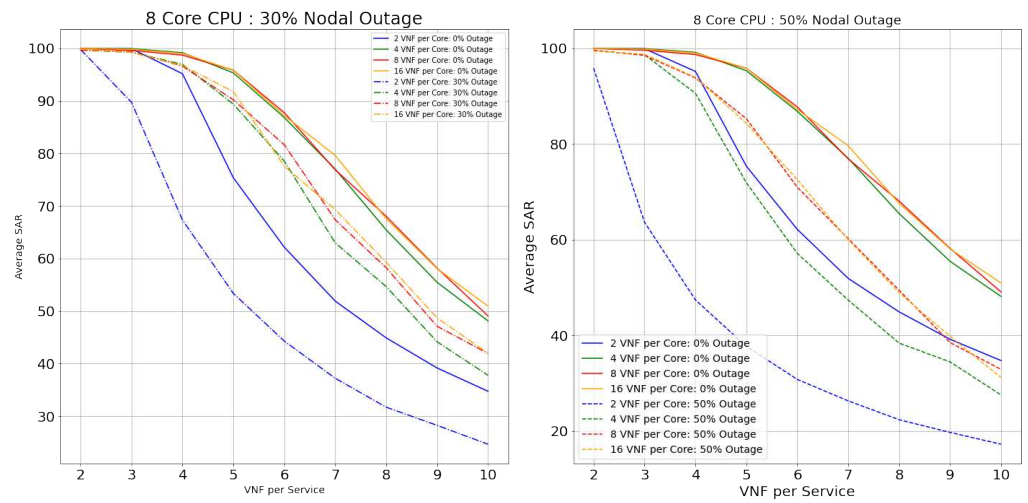 8 Core CPU : 30% Nodal Outage
100
90
80
70
60
50
40
30
Average SAR
2 VNF per Core: 0% Outage
4 VNF per Core: 0% Outage
8 VNF per Core: 0% Outage
16 VNF per Core: 0% Outage
2 VNF per Core: 30% Outage
4 VNF per Core: 30% Outage
8 VNF per Core: 30% Outage
16 VNF per Core: 30% Outage
2 3 4 5 6 7 8 9 10
VNF per Service
8 Core CPU : 50% Nodal Outage
100
80
60
40
20
Average SAR
2 VNF per Core: 0% Outage
4 VNF per Core: 0% Outage
8 VNF per Core: 0% Outage
16 VNF per Core: 0% Outage
2 VNF per Core: 50% Outage
4 VNF per Core: 50% Outage
8 VNF per Core: 50% Outage
16 VNF per Core: 50% Outage
2 3 4 5 6 7 8 9 10
VNF per Service